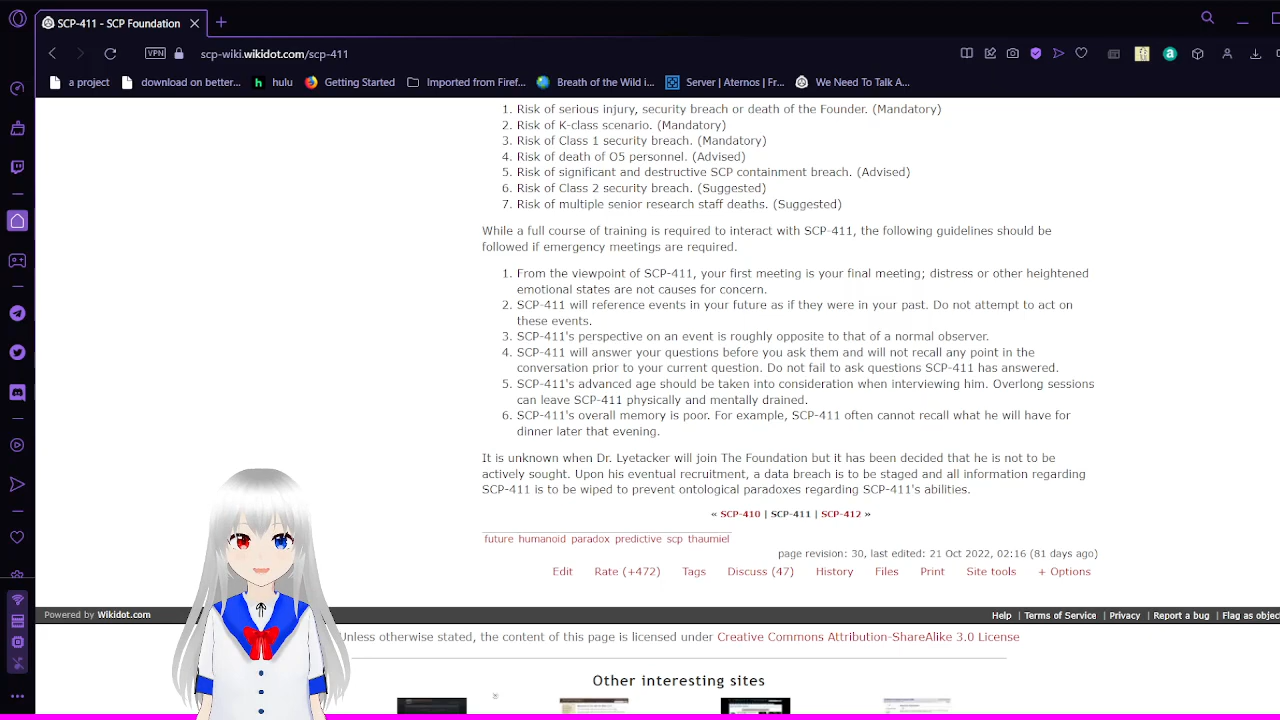 SCP-411 - SCP Foundation
VPN
scp-wiki.wikidot.com/scp-411
a project
download on better...
h hulu
Getting Started
Imported from Firef...
Breath of the Wild i...
Server | Aternos | Fr...
We Need To Talk A...
1. Risk of serious injury, security breach or death of the Founder. (Mandatory)
2. Risk of K-class scenario. (Mandatory)
3. Risk of Class 1 security breach. (Mandatory)
4. Risk of death of O5 personnel. (Advised)
5. Risk of significant and destructive SCP containment breach. (Advised)
6. Risk of Class 2 security breach. (Suggested)
7. Risk of multiple senior research staff deaths. (Suggested)
While a full course of training is required to interact with SCP-411, the following guidelines should be
followed if emergency meetings are required.
1. From the viewpoint of SCP-411, your first meeting is your final meeting; distress or other heightened
emotional states are not causes for concern.
2. SCP-411 will reference events in your future as if they were in your past. Do not attempt to act on
these events.
3. SCP-411's perspective on an event is roughly opposite to that of a normal observer.
4. SCP-411 will answer your questions before you ask them and will not recall any point in the
conversation prior to your current question. Do not fail to ask questions SCP-411 has answered.
5. SCP-411's advanced age should be taken into consideration when interviewing him. Overlong sessions
can leave SCP-411 physically and mentally drained.
6. SCP-411's overall memory is poor. For example, SCP-411 often cannot recall what he will have for
dinner later that evening.
It is unknown when Dr. Lyetacker will join The Foundation but it has been decided that he is not to be
actively sought. Upon his eventual recruitment, a data breach is to be staged and all information regarding
SCP-411 is to be wiped to prevent ontological paradoxes regarding SCP-411's abilities.
« SCP-410 | SCP-411 | SCP-412 »
future humanoid paradox predictive scp thaumiel
page revision: 30, last edited: 21 Oct 2022, 02:16 (81 days ago)
Edit Rate (+472) Tags Discuss (47) History Files Print Site tools + Options
Powered by Wikidot.com
Help | Terms of Service | Privacy | Report a bug | Flag as objec
Unless otherwise stated, the content of this page is licensed under Creative Commons Attribution-ShareAlike 3.0 License
Other interesting sites